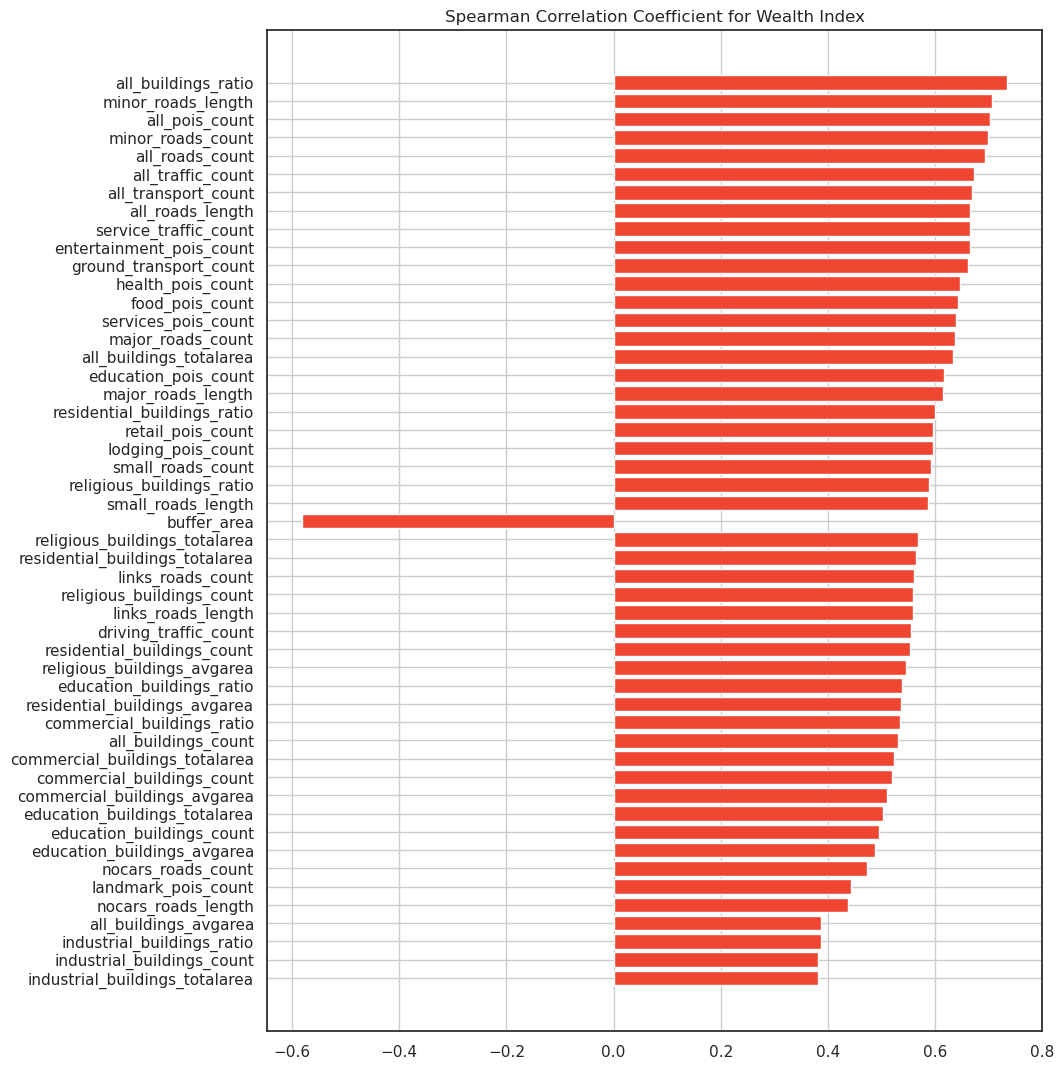 Spearman Correlation Coefficient for Wealth Index
all_buildings_ratio
minor_roads_length
all_pois_count
minor_roads_count
all_roads_count
all_traffic_count
all_transport_count
all_roads_length
service_traffic_count
entertainment_pois_count
ground_transport_count
health_pois_count
food_pois_count
services_pois_count
major_roads_count
all_buildings_totalarea
education_pois_count
major_roads_length
residential_buildings_ratio
retail_pois_count
lodging_pois_count
small_roads_count
religious_buildings_ratio
small_roads_length
buffer_area
religious_buildings_totalarea
residential_buildings_totalarea
links_roads_count
religious_buildings_count
links_roads_length
driving_traffic_count
residential_buildings_count
religious_buildings_avgarea
education_buildings_ratio
residential_buildings_avgarea
commercial_buildings_ratio
all_buildings_count
commercial_buildings_totalarea
commercial_buildings_count
commercial_buildings_avgarea
education_buildings_totalarea
education_buildings_count
education_buildings_avgarea
nocars_roads_count
landmark_pois_count
nocars_roads_length
all_buildings_avgarea
industrial_buildings_ratio
industrial_buildings_count
industrial_buildings_totalarea
−0.6 −0.4 −0.2 0.0 0.2 0.4 0.6 0.8